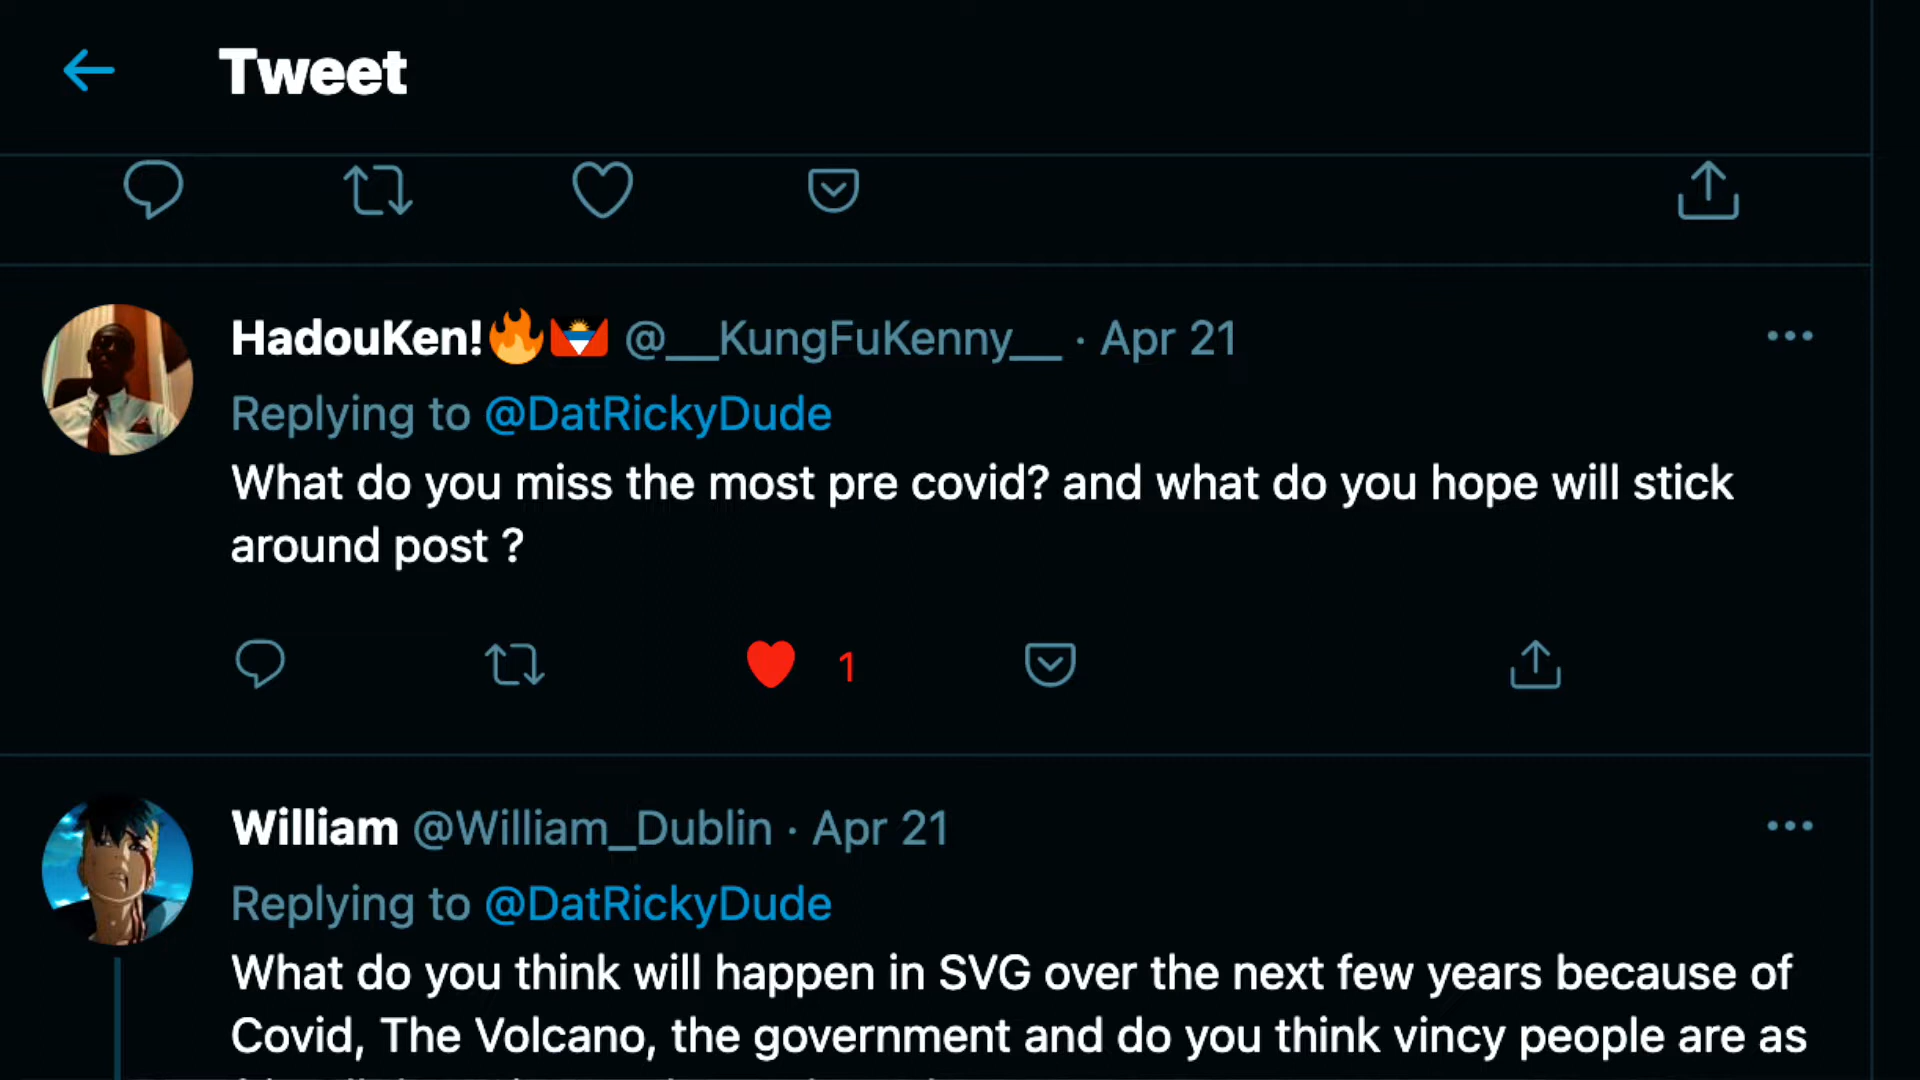 Tweet
HadouKen!🔥🇦🇬 @__KungFuKenny__ · Apr 21
Replying to @DatRickyDude
What do you miss the most pre covid? and what do you hope will stick
around post ?
1
William @William_Dublin · Apr 21
Replying to @DatRickyDude
What do you think will happen in SVG over the next few years because of
Covid, The Volcano, the government and do you think vincy people are as